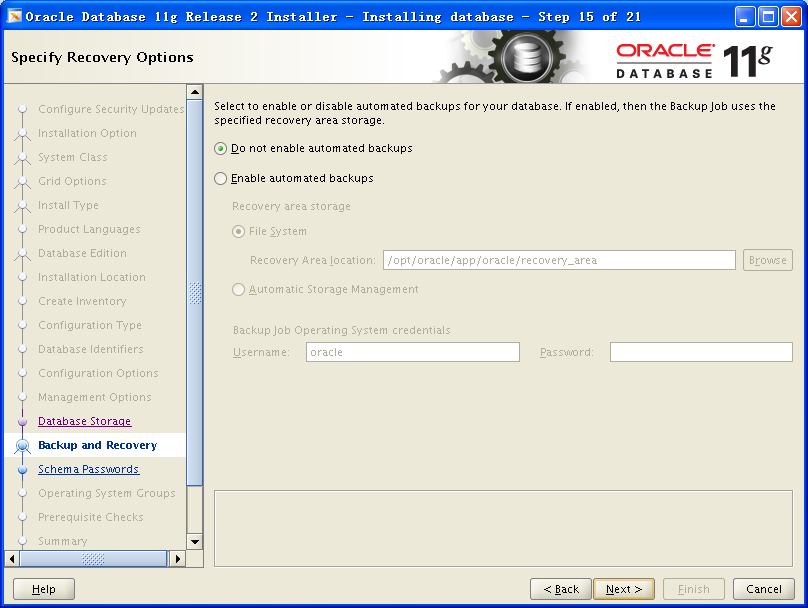 Oracle Database 11g Release 2 Installer - Installing database - Step 15 of 21
Specify Recovery Options
ORACLE
DATABASE
11g
Configure Security Updates
Installation Option
System Class
Grid Options
Install Type
Product Languages
Database Edition
Installation Location
Create Inventory
Configuration Type
Database Identifiers
Configuration Options
Management Options
Database Storage
Backup and Recovery
Schema Passwords
Operating System Groups
Prerequisite Checks
Summary
Select to enable or disable automated backups for your database. If enabled, then the Backup Job uses the
specified recovery area storage.
Do not enable automated backups
Enable automated backups
Recovery area storage
File System
Recovery Area location: /opt/oracle/app/oracle/recovery_area Browse
Automatic Storage Management
Backup Job Operating System credentials
Username: oracle Password:
Help < Back Next > Finish Cancel